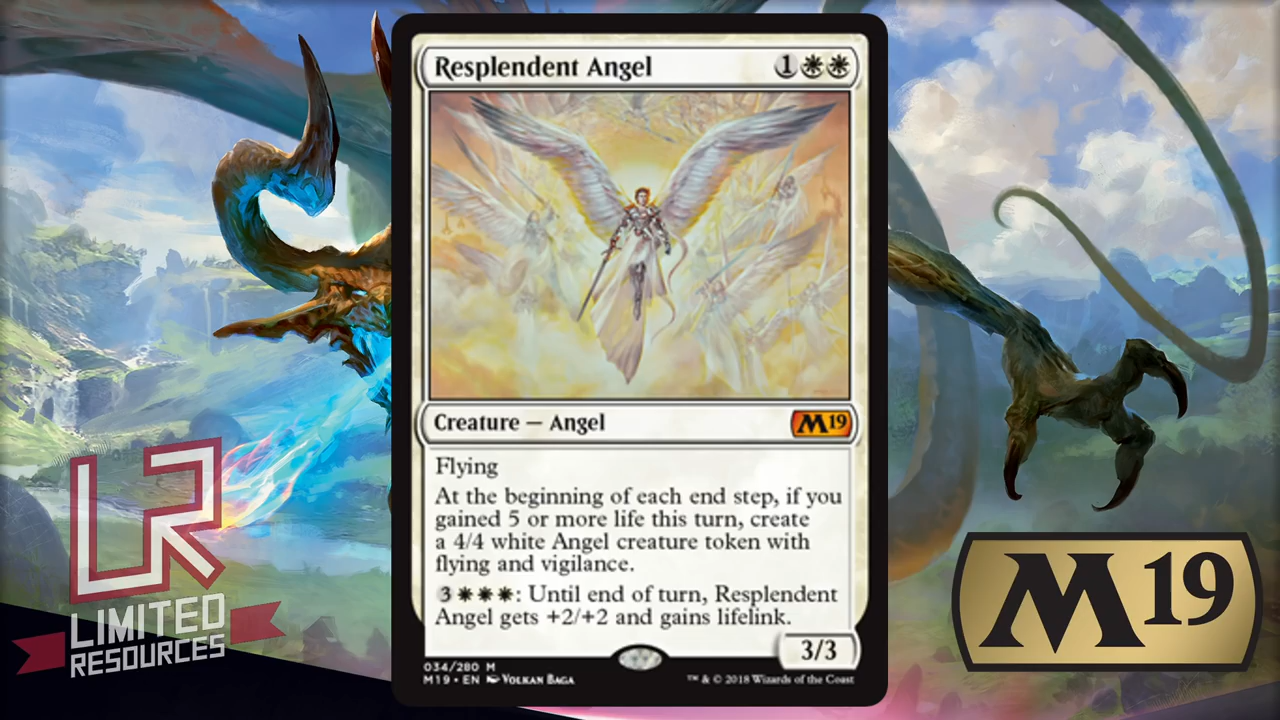 Resplendent Angel 1
Creature — Angel M19
Flying
At the beginning of each end step, if you
gained 5 or more life this turn, create
a 4/4 white Angel creature token with
flying and vigilance.
3 : Until end of turn, Resplendent
Angel gets +2/+2 and gains lifelink.
3/3
034/280 M
M19 • EN Volkan Baga
™ & © 2018 Wizards of the Coast
LR
LIMITED
RESOURCES
M19